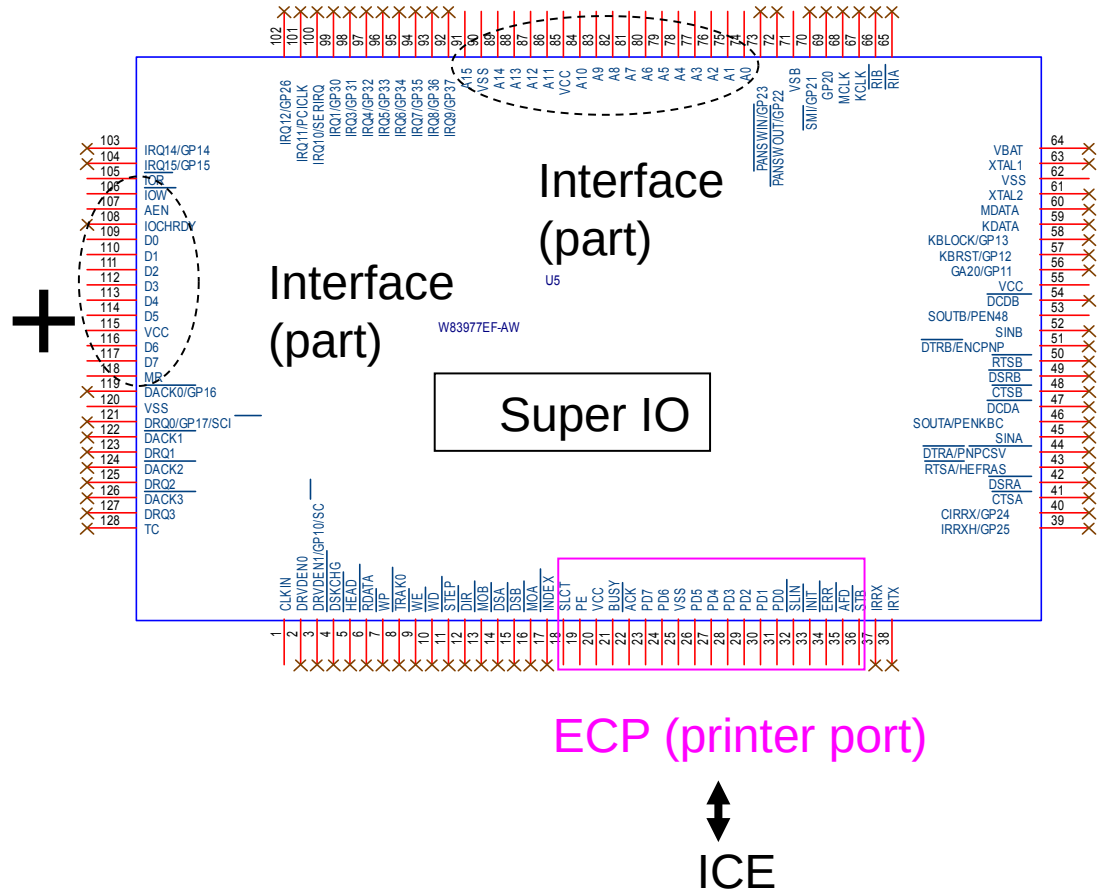 102 101 100 99 98 97 96 95 94 93 92 91 90 89 88 87 86 85 84 83 82 81 80 79 78 77 76 75 74 73 72 71 70 69 68 67 66 65
IRQ12/GP26
IRQ11/PCICLK
IRQ10/SERIRQ
IRQ1/GP30
IRQ3/GP31
IRQ4/GP32
IRQ5/GP33
IRQ6/GP34
IRQ7/GP35
IRQ8/GP36
IRQ9/GP37
A15
VSS
A14
A13
A12
A11
VCC
A10
A9
A8
A7
A6
A5
A4
A3
A2
A1
A0
PANSWIN/GP23
PANSWOUT/GP22
VSB
SMI/GP21
GP20
MCLK
KCLK
RIB
RIA
103 IRQ14/GP14
104 IRQ15/GP15
105 IOR
106 IOW
107 AEN
108 IOCHRDY
109 D0
110 D1
111 D2
112 D3
113 D4
114 D5
115 VCC
116 D6
117 D7
118 MR
119 DACK0/GP16
120 VSS
121 DRQ0/GP17/SCI
122 DACK1
123 DRQ1
124 DACK2
125 DRQ2
126 DACK3
127 DRQ3
128 TC
+
Interface
(part)
Interface
(part)
U5
W83977EF-AW
Super IO
VBAT 64
XTAL1 63
VSS 62
XTAL2 61
MDATA 60
KDATA 59
KBLOCK/GP13 58
KBRST/GP12 57
GA20/GP11 56
VCC 55
DCDB 54
SOUTB/PEN48 53
SINB 52
DTRB/ENCPNP 51
RTSB 50
DSRB 49
CTSB 48
DCDA 47
SOUTA/PENKBC 46
SINA 45
DTRA/PNPCSV 44
RTSA/HEFRAS 43
DSRA 42
CTSA 41
CIRRX/GP24 40
IRRXH/GP25 39
CLKIN
DRVDEN0
DRVDEN1/GP10/SC
DSKCHG
HEAD
RDATA
WP
TRAK0
WE
WD
STEP
DIR
MOB
DSA
DSB
MOA
INDEX
SLCT
PE
VCC
BUSY
ACK
PD7
PD6
VSS
PD5
PD4
PD3
PD2
PD1
PD0
SLIN
INIT
ERR
AFD
STB
IRRX
IRTX
1 2 3 4 5 6 7 8 9 10 11 12 13 14 15 16 17 18 19 20 21 22 23 24 25 26 27 28 29 30 31 32 33 34 35 36 37 38
ECP (printer port)
ICE